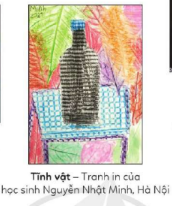 Tĩnh vật – Tranh in của
học sinh Nguyễn Nhật Minh, Hà Nội